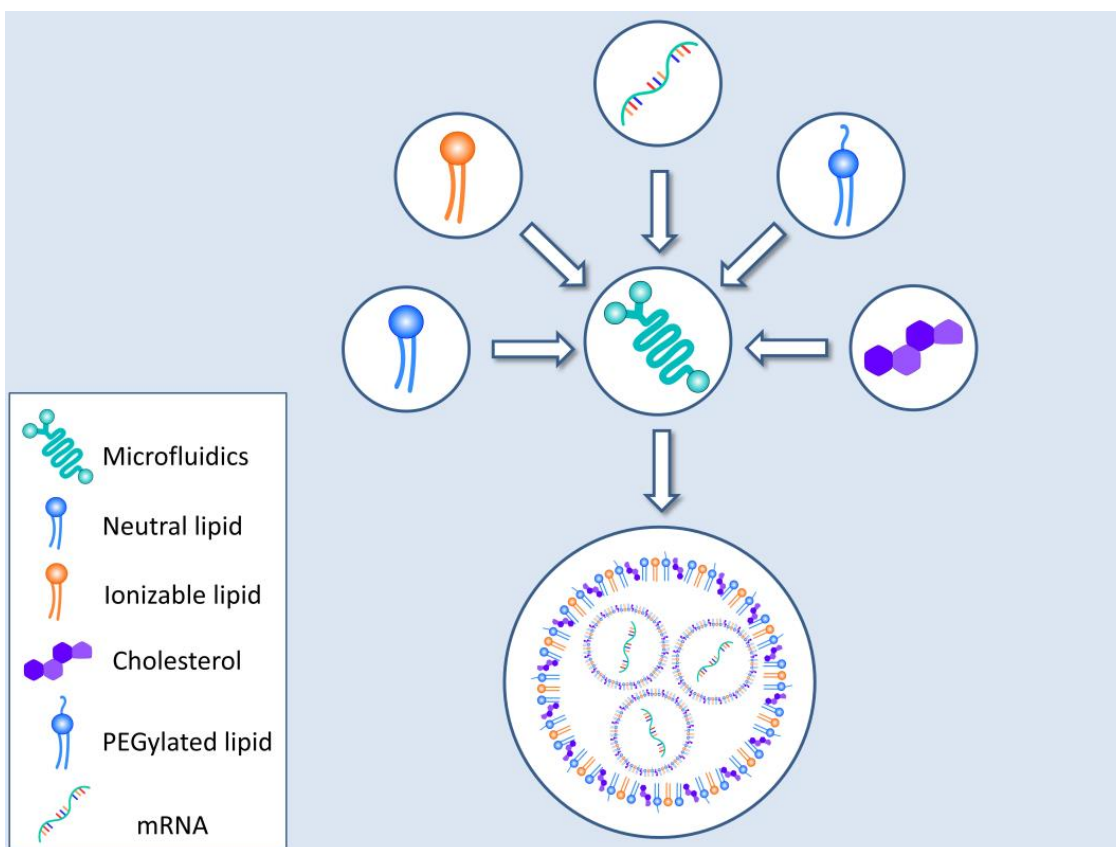 Microfluidics
Neutral lipid
Ionizable lipid
Cholesterol
PEGylated lipid
mRNA